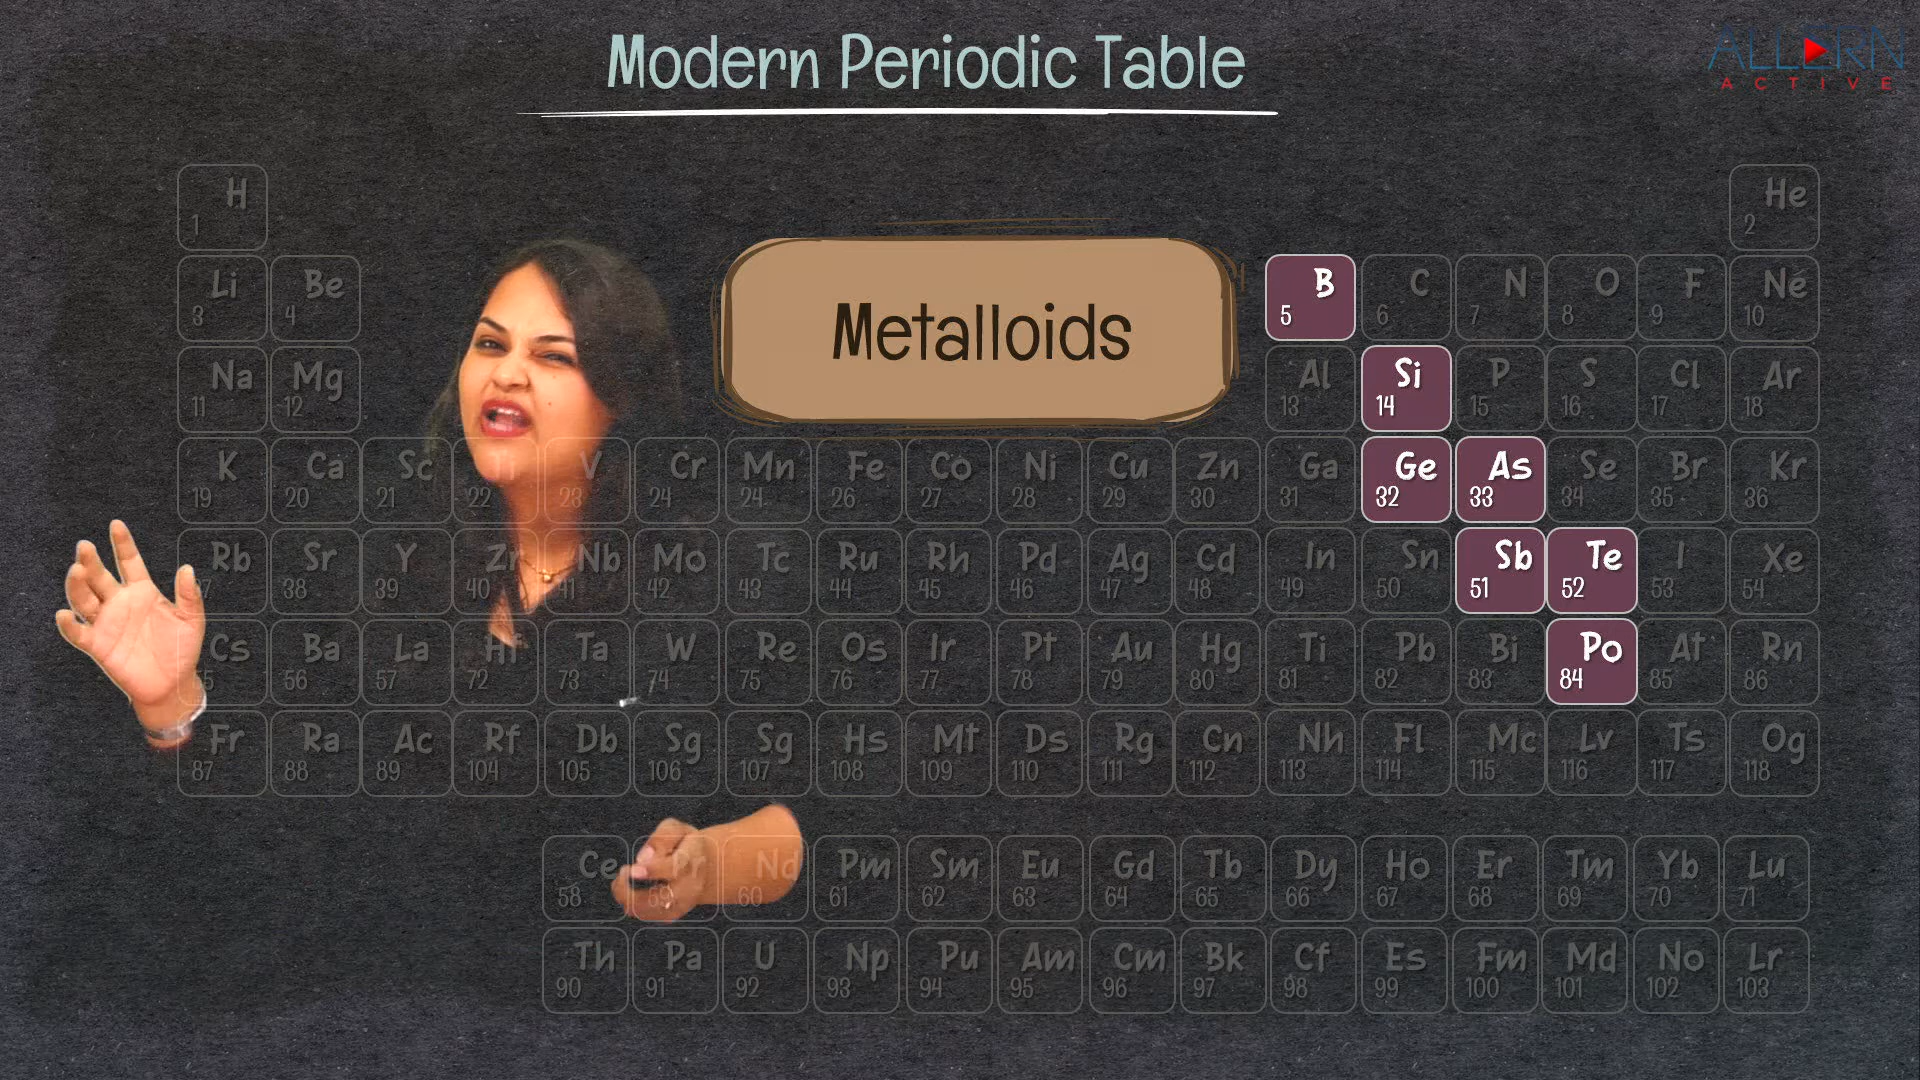 Modern Periodic Table
ALLERN
ACTIVE
H He
1 2
Metalloids
Li Be B C N O F Ne
3 4 5 6 7 8 9 10
Na Mg Al Si P S Cl Ar
11 12 13 14 15 16 17 18
K Ca Sc Ti V Cr Mn Fe Co Ni Cu Zn Ga Ge As Se Br Kr
19 20 21 22 23 24 24 26 27 28 29 30 31 32 33 34 35 36
Rb Sr Y Zr Nb Mo Tc Ru Rh Pd Ag Cd In Sn Sb Te I Xe
37 38 39 40 41 42 43 44 45 46 47 48 49 50 51 52 53 54
Cs Ba La Hf Ta W Re Os Ir Pt Au Hg Ti Pb Bi Po At Rn
55 56 57 72 73 74 75 76 77 78 79 80 81 82 83 84 85 86
Fr Ra Ac Rf Db Sg Sg Hs Mt Ds Rg Cn Nh Fl Mc Lv Ts Og
87 88 89 104 105 106 107 108 109 110 111 112 113 114 115 116 117 118
Ce Pr Nd Pm Sm Eu Gd Tb Dy Ho Er Tm Yb Lu
58 59 60 61 62 63 64 65 66 67 68 69 70 71
Th Pa U Np Pu Am Cm Bk Cf Es Fm Md No Lr
90 91 92 93 94 95 96 97 98 99 100 101 102 103